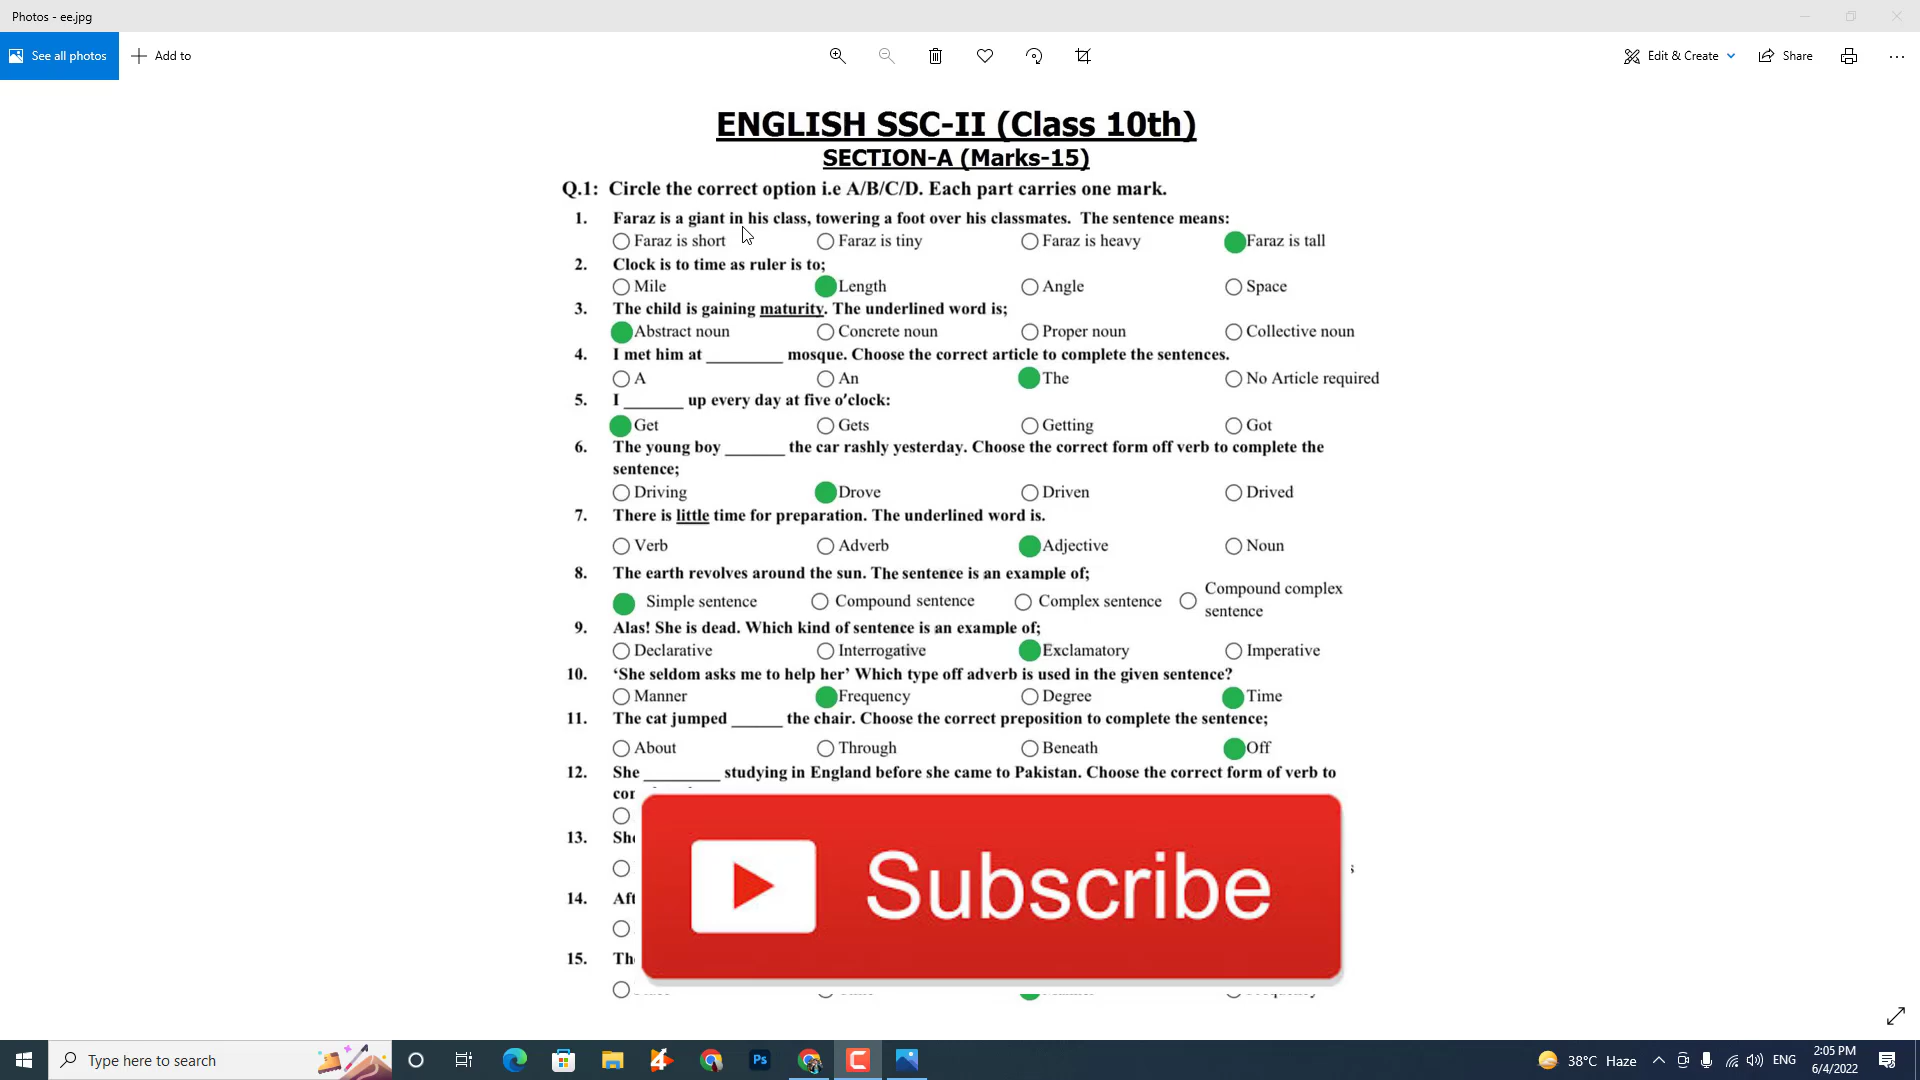 Photos - ee.jpg
See all photos
Add to
Edit & Create
Share
ENGLISH SSC-II (Class 10th)
SECTION-A (Marks-15)
Q.1: Circle the correct option i.e A/B/C/D. Each part carries one mark.
1. Faraz is a giant in his class, towering a foot over his classmates. The sentence means:
Faraz is short Faraz is tiny Faraz is heavy Faraz is tall
2. Clock is to time as ruler is to;
Mile Length Angle Space
3. The child is gaining maturity. The underlined word is;
Abstract noun Concrete noun Proper noun Collective noun
4. I met him at _________ mosque. Choose the correct article to complete the sentences.
A An The No Article required
5. I _______ up every day at five o'clock:
Get Gets Getting Got
6. The young boy _______ the car rashly yesterday. Choose the correct form off verb to complete the
sentence;
Driving Drove Driven Drived
7. There is little time for preparation. The underlined word is.
Verb Adverb Adjective Noun
8. The earth revolves around the sun. The sentence is an example of;
Simple sentence Compound sentence Complex sentence Compound complex
sentence
9. Alas! She is dead. Which kind of sentence is an example of;
Declarative Interrogative Exclamatory Imperative
10. ‘She seldom asks me to help her’ Which type off adverb is used in the given sentence?
Manner Frequency Degree Time
11. The cat jumped ______ the chair. Choose the correct preposition to complete the sentence;
About Through Beneath Off
12. She _________ studying in England before she came to Pakistan. Choose the correct form of verb to
13.
14.
15.
Subscribe
Type here to search
Ps
38°C Haze
ENG
2:05 PM
6/4/2022